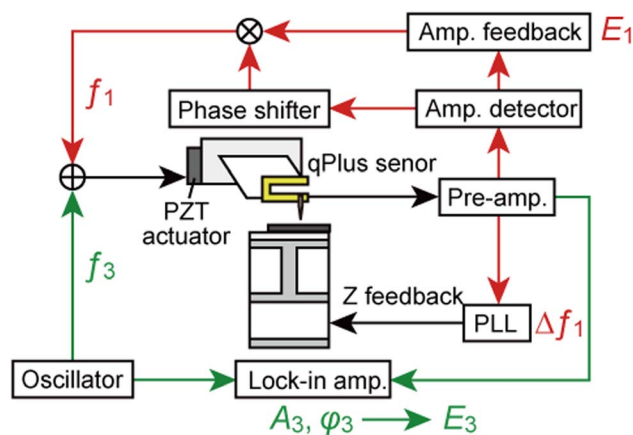 Amp. feedback
E1
f1
Phase shifter
Amp. detector
qPlus senor
PZT
actuator
Pre-amp.
f3
Z feedback
PLL
Δf1
Oscillator
Lock-in amp.
A3, φ3 → E3